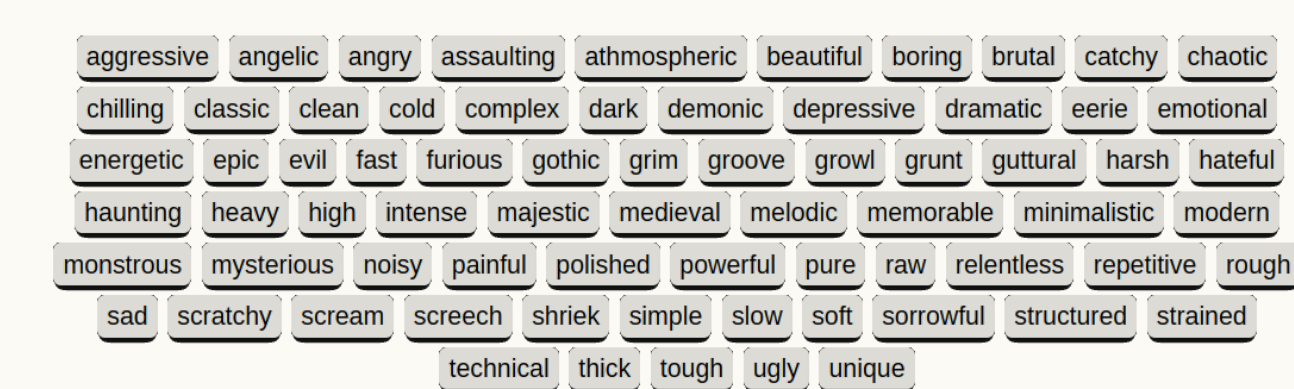 aggressive angelic angry assaulting athmospheric beautiful boring brutal catchy chaotic
chilling classic clean cold complex dark demonic depressive dramatic eerie emotional
energetic epic evil fast furious gothic grim groove growl grunt guttural harsh hateful
haunting heavy high intense majestic medieval melodic memorable minimalistic modern
monstrous mysterious noisy painful polished powerful pure raw relentless repetitive rough
sad scratchy scream screech shriek simple slow soft sorrowful structured strained
technical thick tough ugly unique